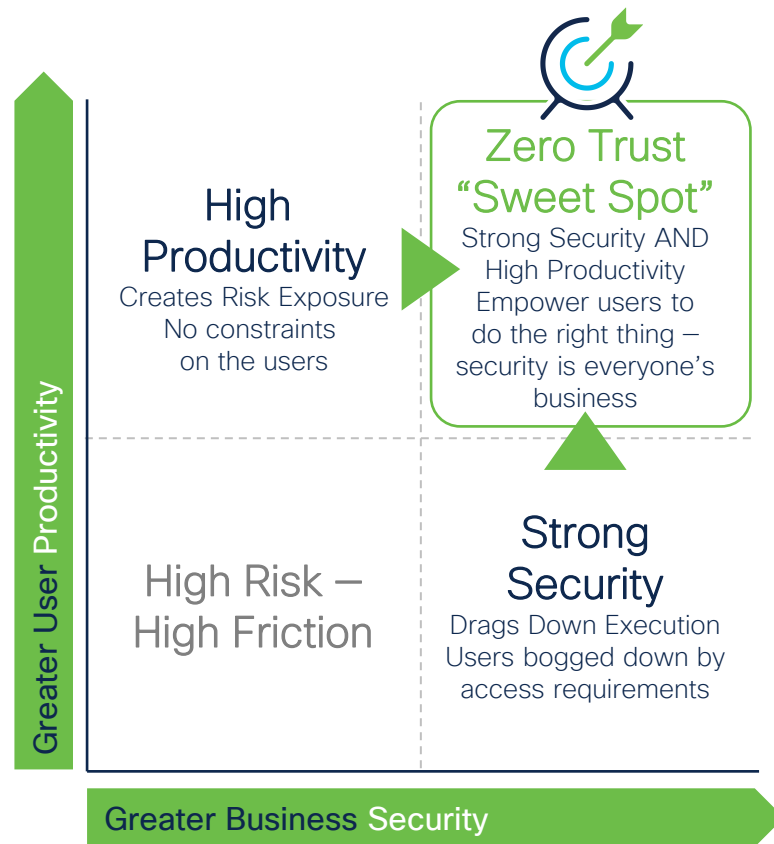 Zero Trust
“Sweet Spot”
Strong Security AND
High Productivity
Empower users to
do the right thing –
security is everyone’s
business
High
Productivity
Creates Risk Exposure
No constraints
on the users
High Risk –
High Friction
Strong
Security
Drags Down Execution
Users bogged down by
access requirements
Greater User Productivity
Greater Business Security